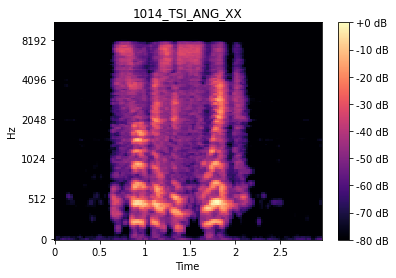 1014_TSI_ANG_XX
+0 dB
8192
-10 dB
4096
-20 dB
-30 dB
2048
Hz
-40 dB
1024
-50 dB
512
-60 dB
-70 dB
0
-80 dB
0 0.5 1 1.5 2 2.5
Time